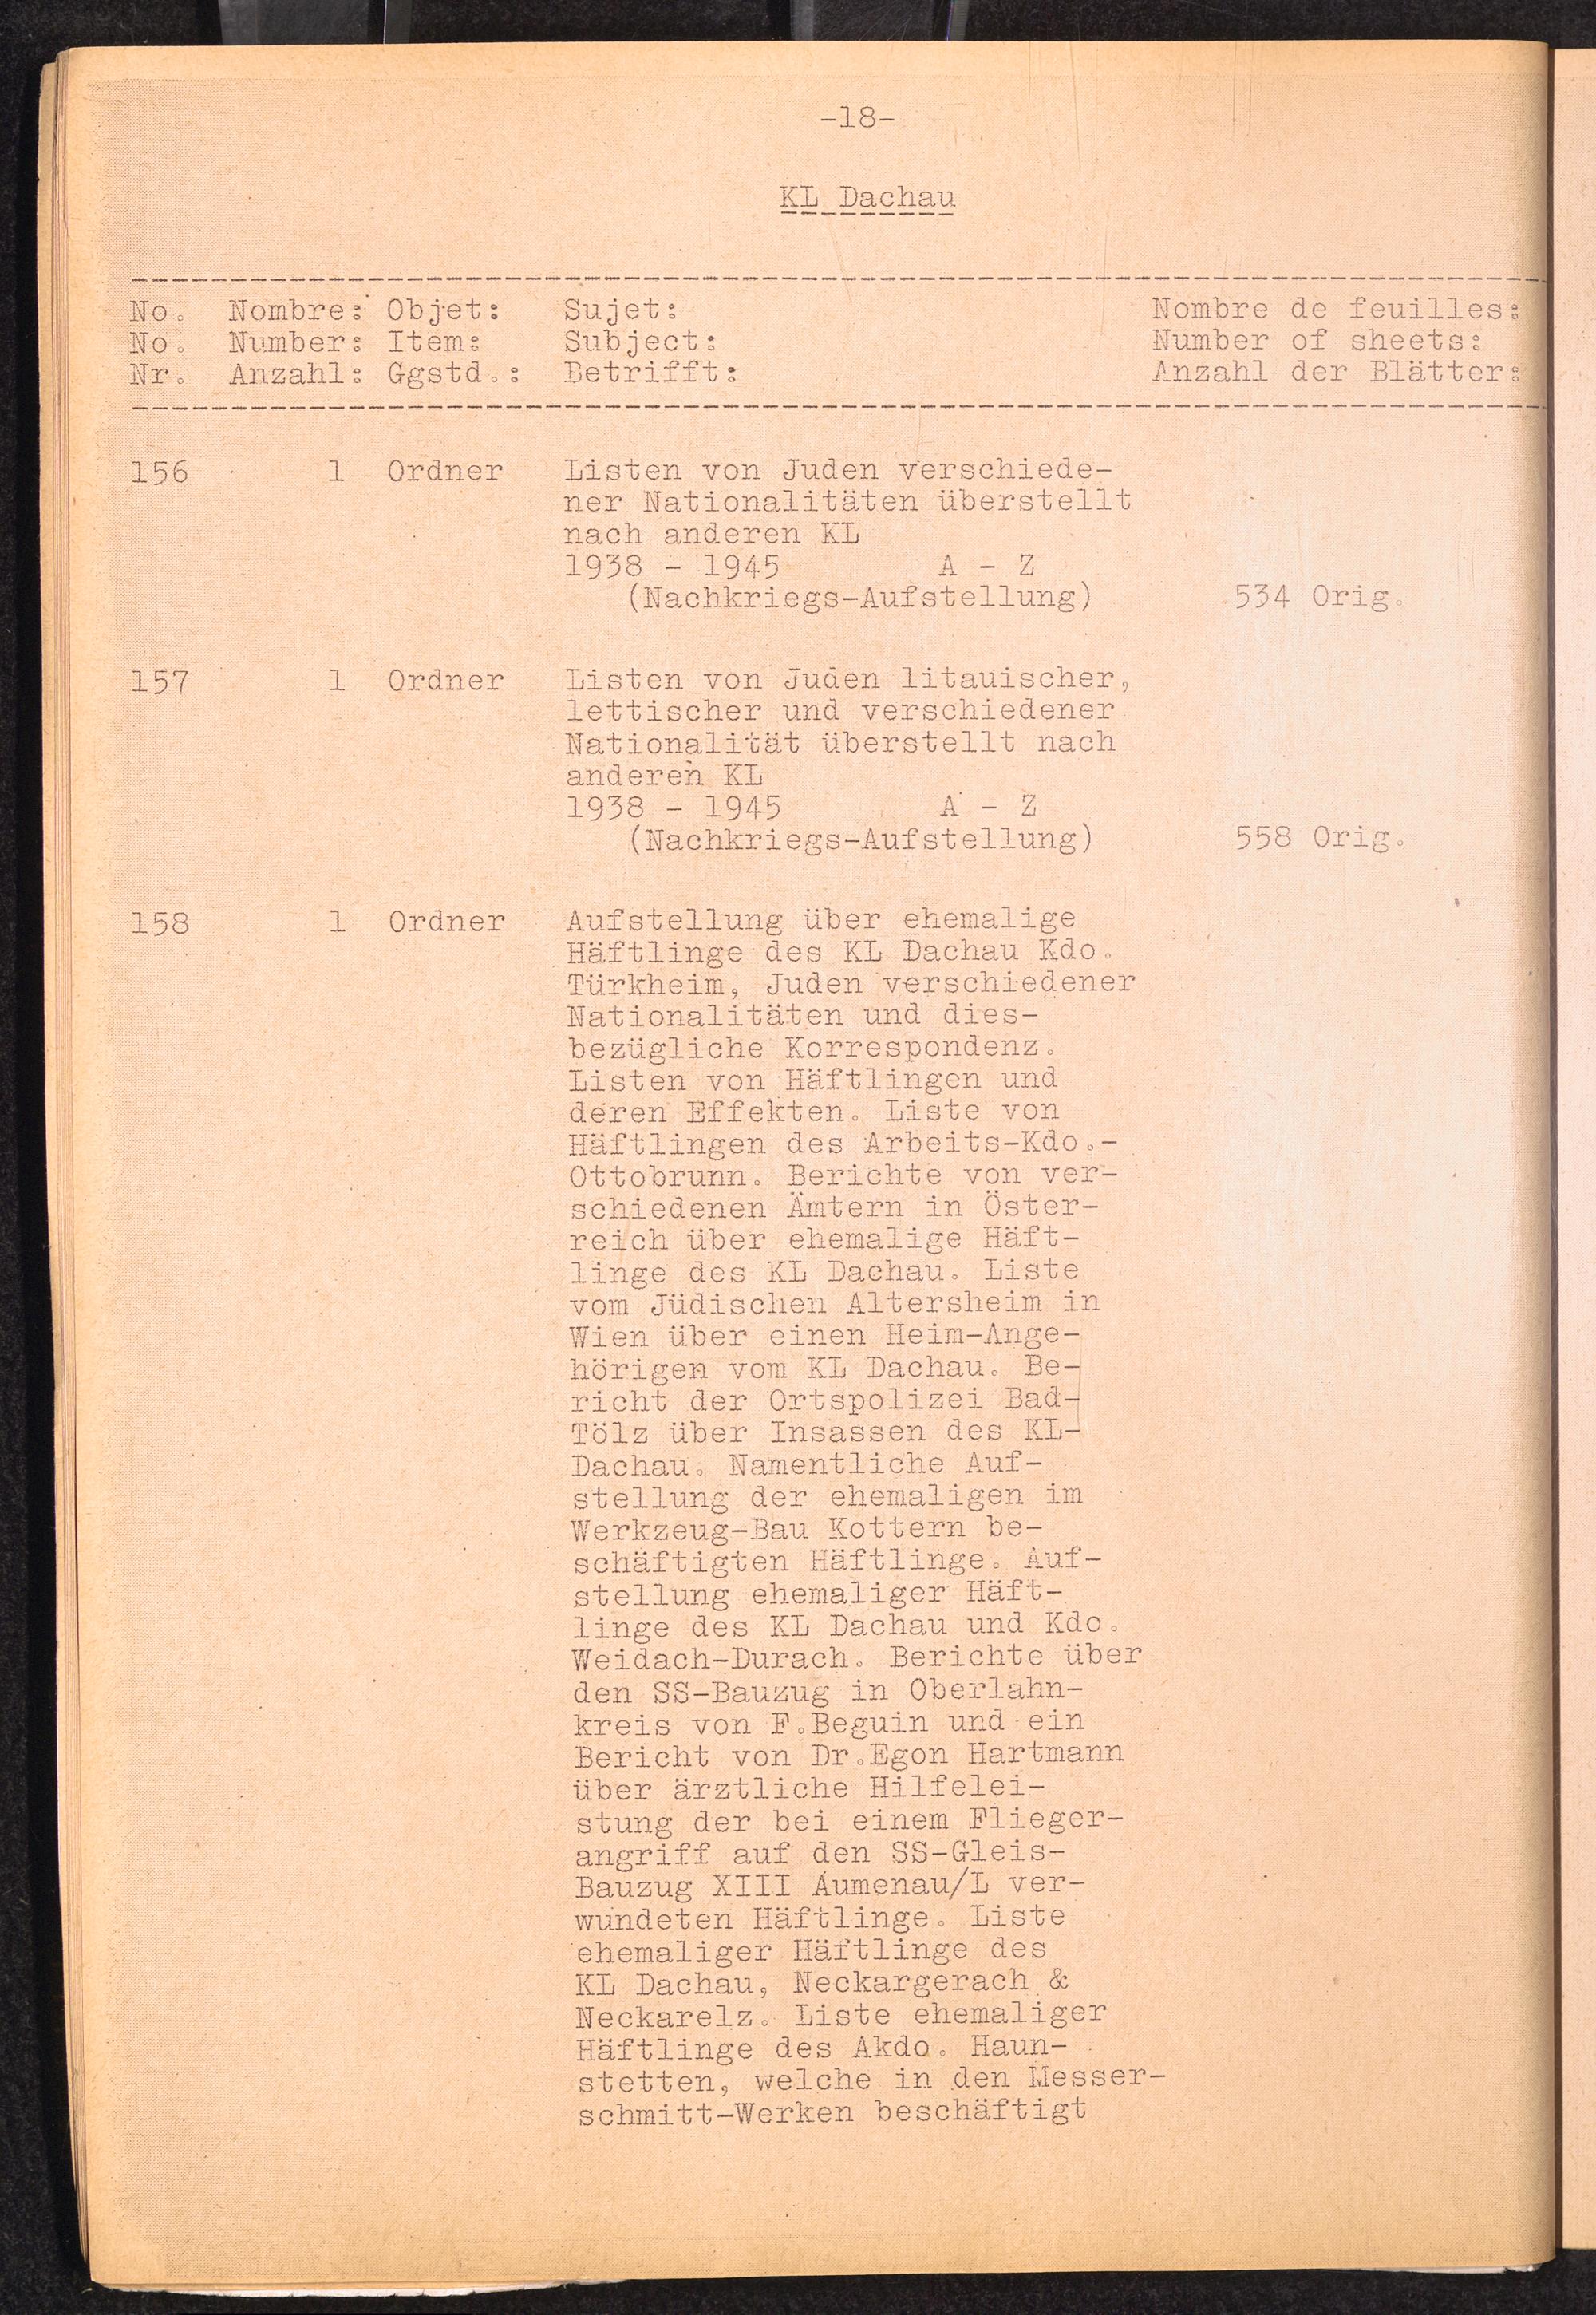 -18-
KL Dachau
No. Nombre: Objet: Sujet: Nombre de feuilles:
No. Number: Item: Subject: Number of sheets:
Nr. Anzahl: Ggstd.: Betrifft: Anzahl der Blätter:
156 1 Ordner Listen von Juden verschiede-
ner Nationalitäten überstellt
nach anderen KL
1938 - 1945 A - Z
(Nachkriegs-Aufstellung) 534 Orig.
157 1 Ordner Listen von Juden litauischer,
lettischer und verschiedener
Nationalität überstellt nach
anderen KL
1938 - 1945 A - Z
(Nachkriegs-Aufstellung) 558 Orig.
158 1 Ordner Aufstellung über ehemalige
Häftlinge des KL Dachau Kdo.
Türkheim, Juden verschiedener
Nationalitäten und dies-
bezügliche Korrespondenz.
Listen von Häftlingen und
deren Effekten. Liste von
Häftlingen des Arbeits-Kdo.-
Ottobrunn. Berichte von ver-
schiedenen Ämtern in Öster-
reich über ehemalige Häft-
linge des KL Dachau. Liste
vom Jüdischen Altersheim in
Wien über einen Heim-Ange-
hörigen vom KL Dachau. Be-
richt der Ortspolizei Bad-
Tölz über Insassen des KL-
Dachau. Namentliche Auf-
stellung der ehemaligen im
Werkzeug-Bau Kottern be-
schäftigten Häftlinge. Auf-
stellung ehemaliger Häft-
linge des KL Dachau und Kdo.
Weidach-Durach. Berichte über
den SS-Bauzug in Oberlahn-
kreis von F.Beguin und ein
Bericht von Dr.Egon Hartmann
über ärztliche Hilfelei-
stung der bei einem Flieger-
angriff auf den SS-Gleis-
Bauzug XIII Aumenau/L ver-
wundeten Häftlinge. Liste
ehemaliger Häftlinge des
KL Dachau, Neckargerach &
Neckarelz. Liste ehemaliger
Häftlinge des Akdo. Haun-
stetten, welche in den Messer-
schmitt-Werken beschäftigt